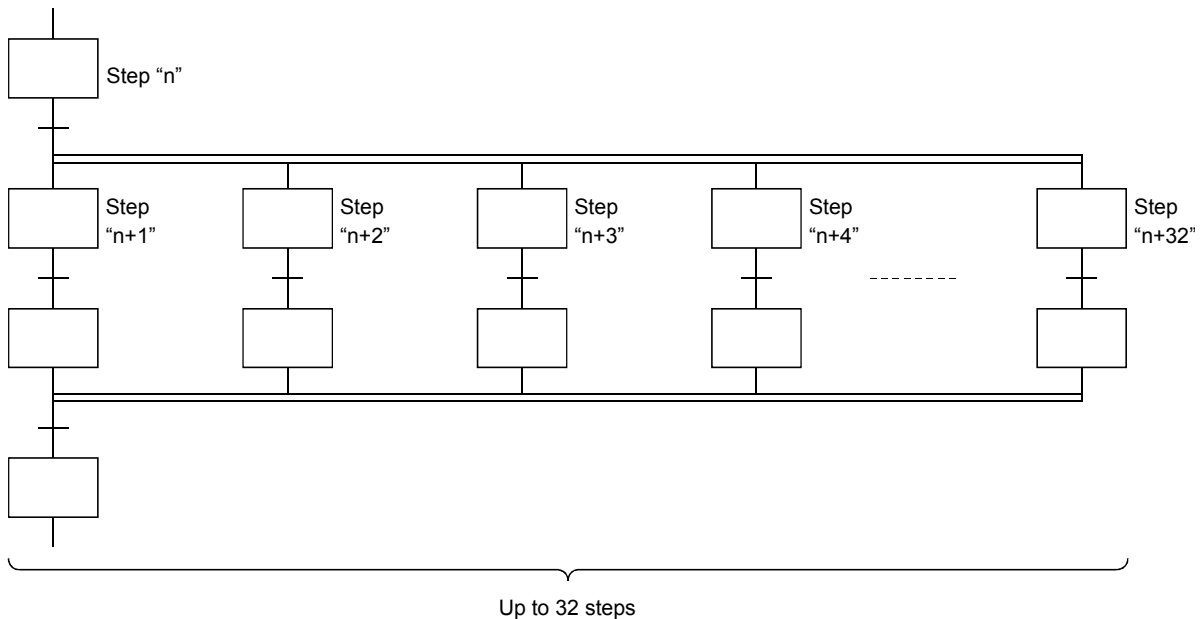 Step “n”
Step
“n+1”
Step
“n+2”
Step
“n+3”
Step
“n+4”
Step
“n+32”
Up to 32 steps